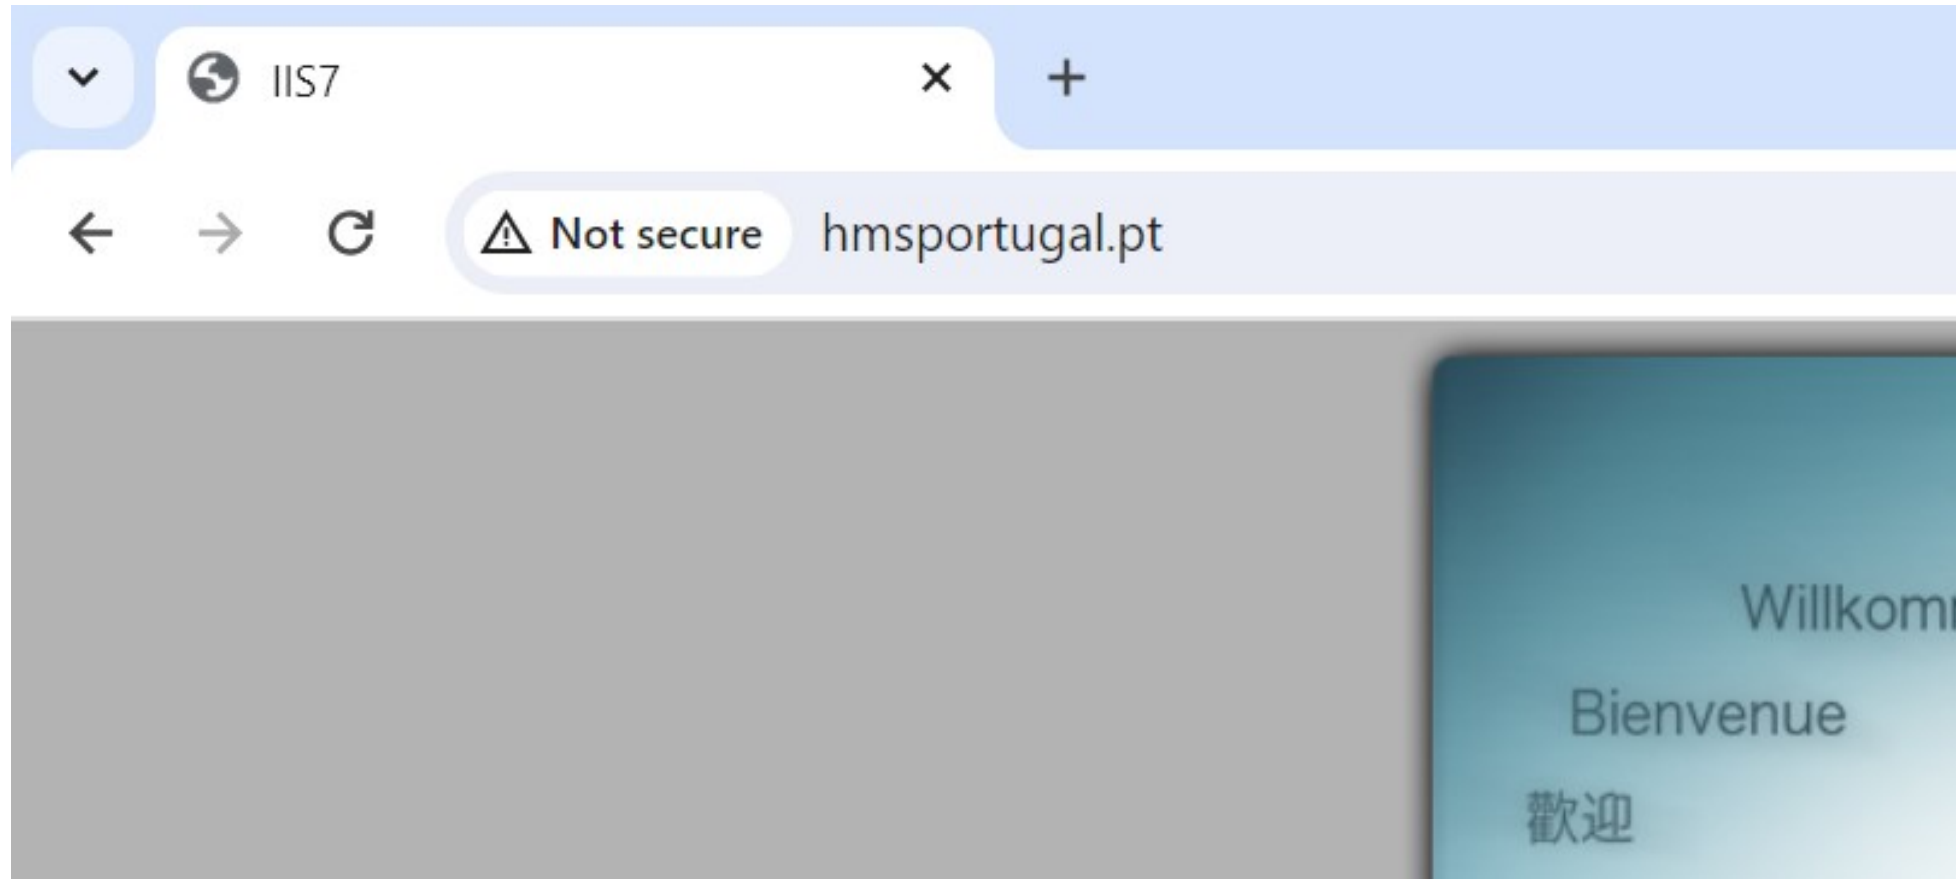 IIS7
Not secure hmsportugal.pt
Bienvenue
歡迎